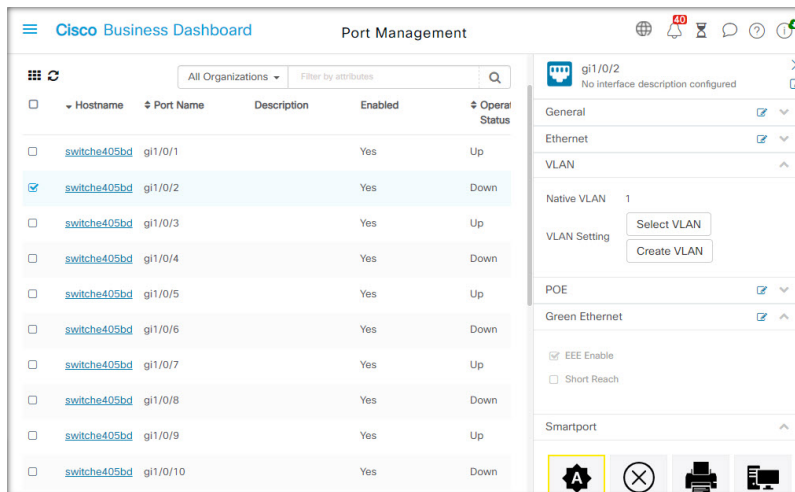 Cisco Business Dashboard
Port Management
40
All Organizations
Filter by attributes
Hostname
Port Name
Description
Enabled
Operat
Status
switche405bd gi1/0/1 Yes Up
switche405bd gi1/0/2 Yes Down
switche405bd gi1/0/3 Yes Up
switche405bd gi1/0/4 Yes Down
switche405bd gi1/0/5 Yes Up
switche405bd gi1/0/6 Yes Down
switche405bd gi1/0/7 Yes Up
switche405bd gi1/0/8 Yes Down
switche405bd gi1/0/9 Yes Up
switche405bd gi1/0/10 Yes Down
gi1/0/2
No interface description configured
General
Ethernet
VLAN
Native VLAN 1
VLAN Setting
Select VLAN
Create VLAN
POE
Green Ethernet
EEE Enable
Short Reach
Smartport
A